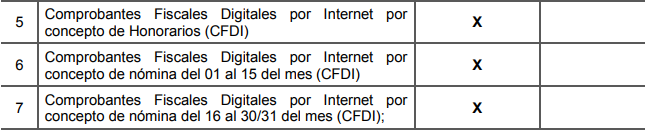 5 Comprobantes Fiscales Digitales por Internet por X
concepto de Honorarios (CFDI)
6 Comprobantes Fiscales Digitales por Internet por X
concepto de nómina del 01 al 15 del mes (CFDI)
7 Comprobantes Fiscales Digitales por Internet por X
concepto de nómina del 16 al 30/31 del mes (CFDI);